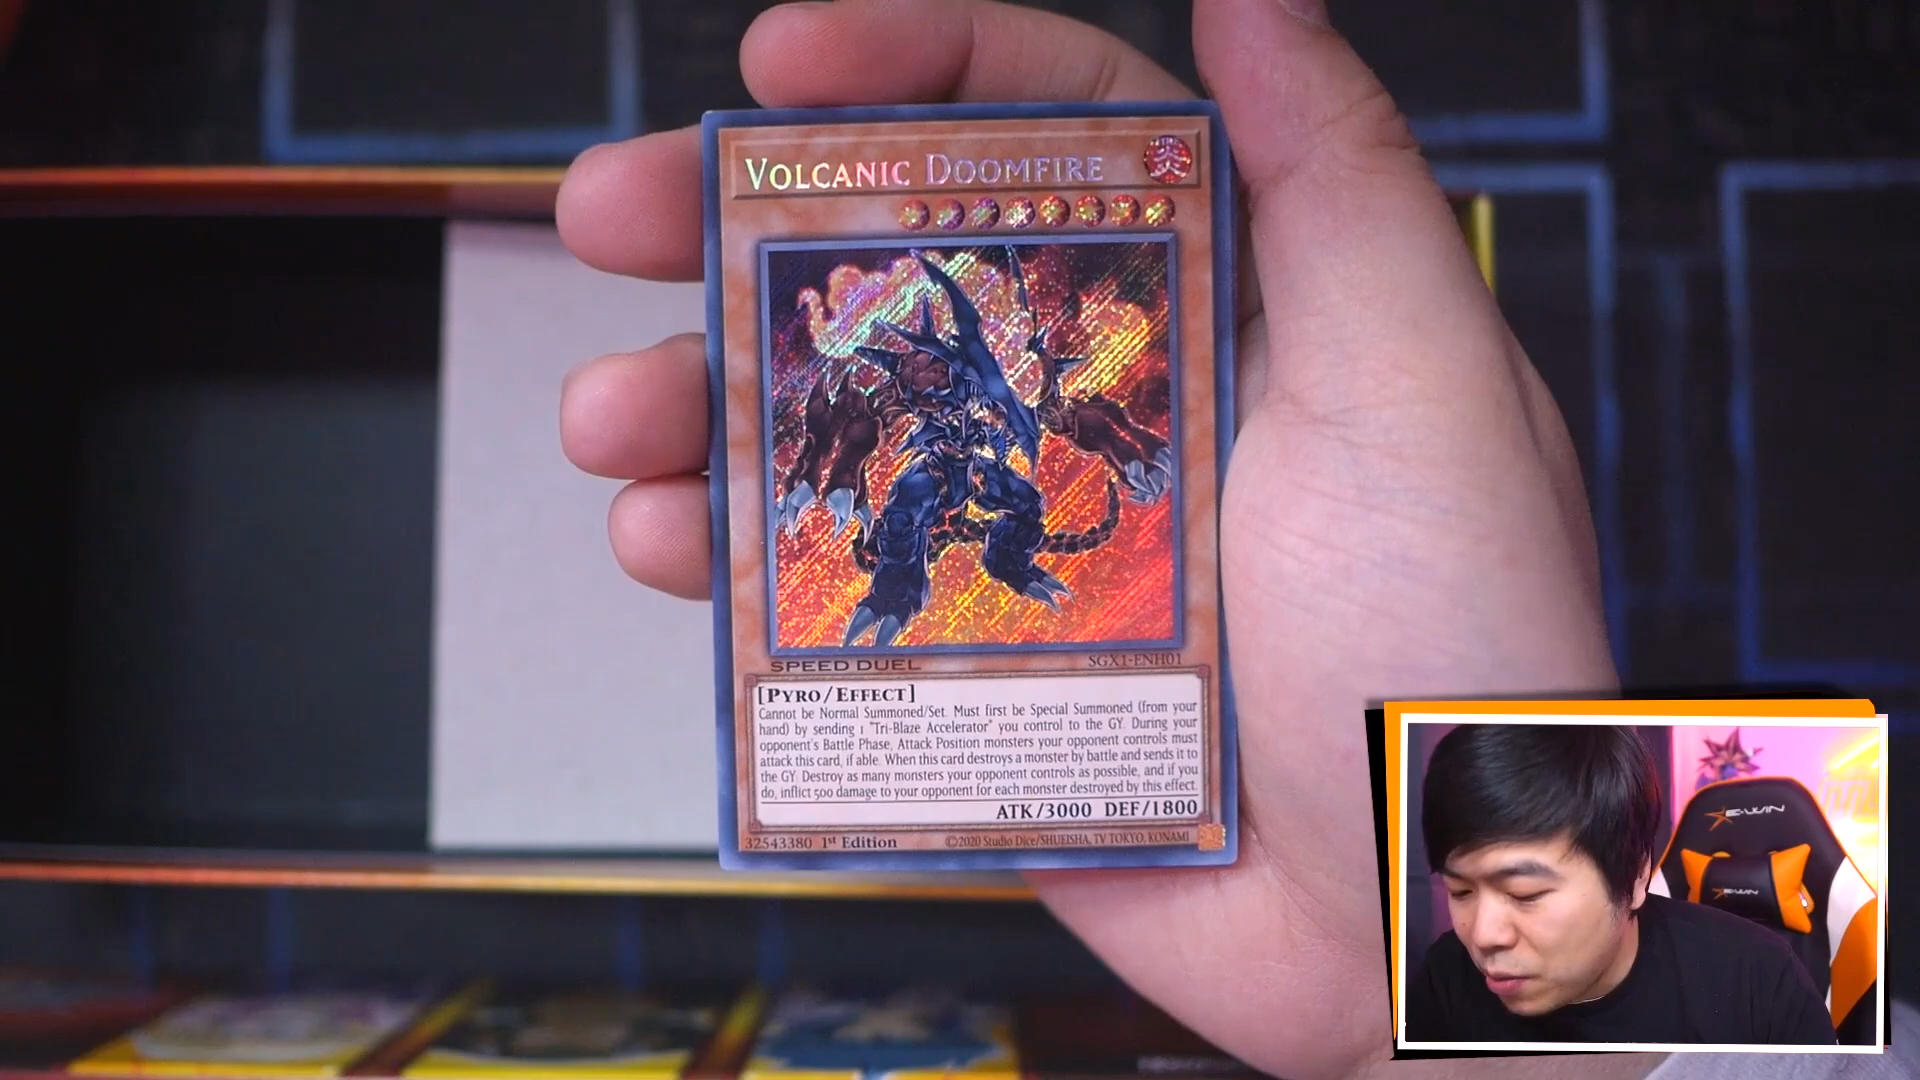 VOLCANIC DOOMFIRE
炎
SPEED DUEL
SGX1-ENH01
[PYRO/EFFECT]
Cannot be Normal Summoned/Set. Must first be Special Summoned (from your
hand) by sending 1 "Tri-Blaze Accelerator" you control to the GY. During your
opponent's Battle Phase, Attack Position monsters your opponent controls must
attack this card, if able. When this card destroys a monster by battle and sends it to
the GY: Destroy as many monsters your opponent controls as possible, and if you
do, inflict 500 damage to your opponent for each monster destroyed by this effect.
ATK/3000 DEF/1800
32543380 1st Edition
©2020 Studio Dice/SHUEISHA, TV TOKYO, KONAMI
E-WIN
E-WIN